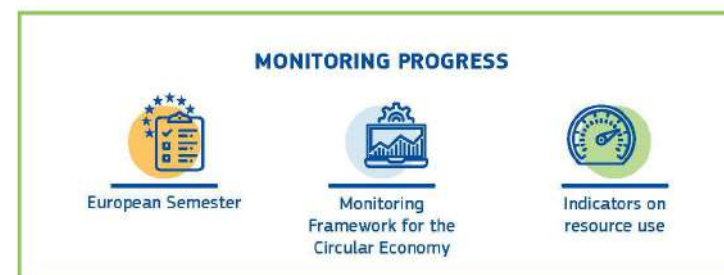 MONITORING PROGRESS
European Semester
Monitoring
Framework for the
Circular Economy
Indicators on
resource use